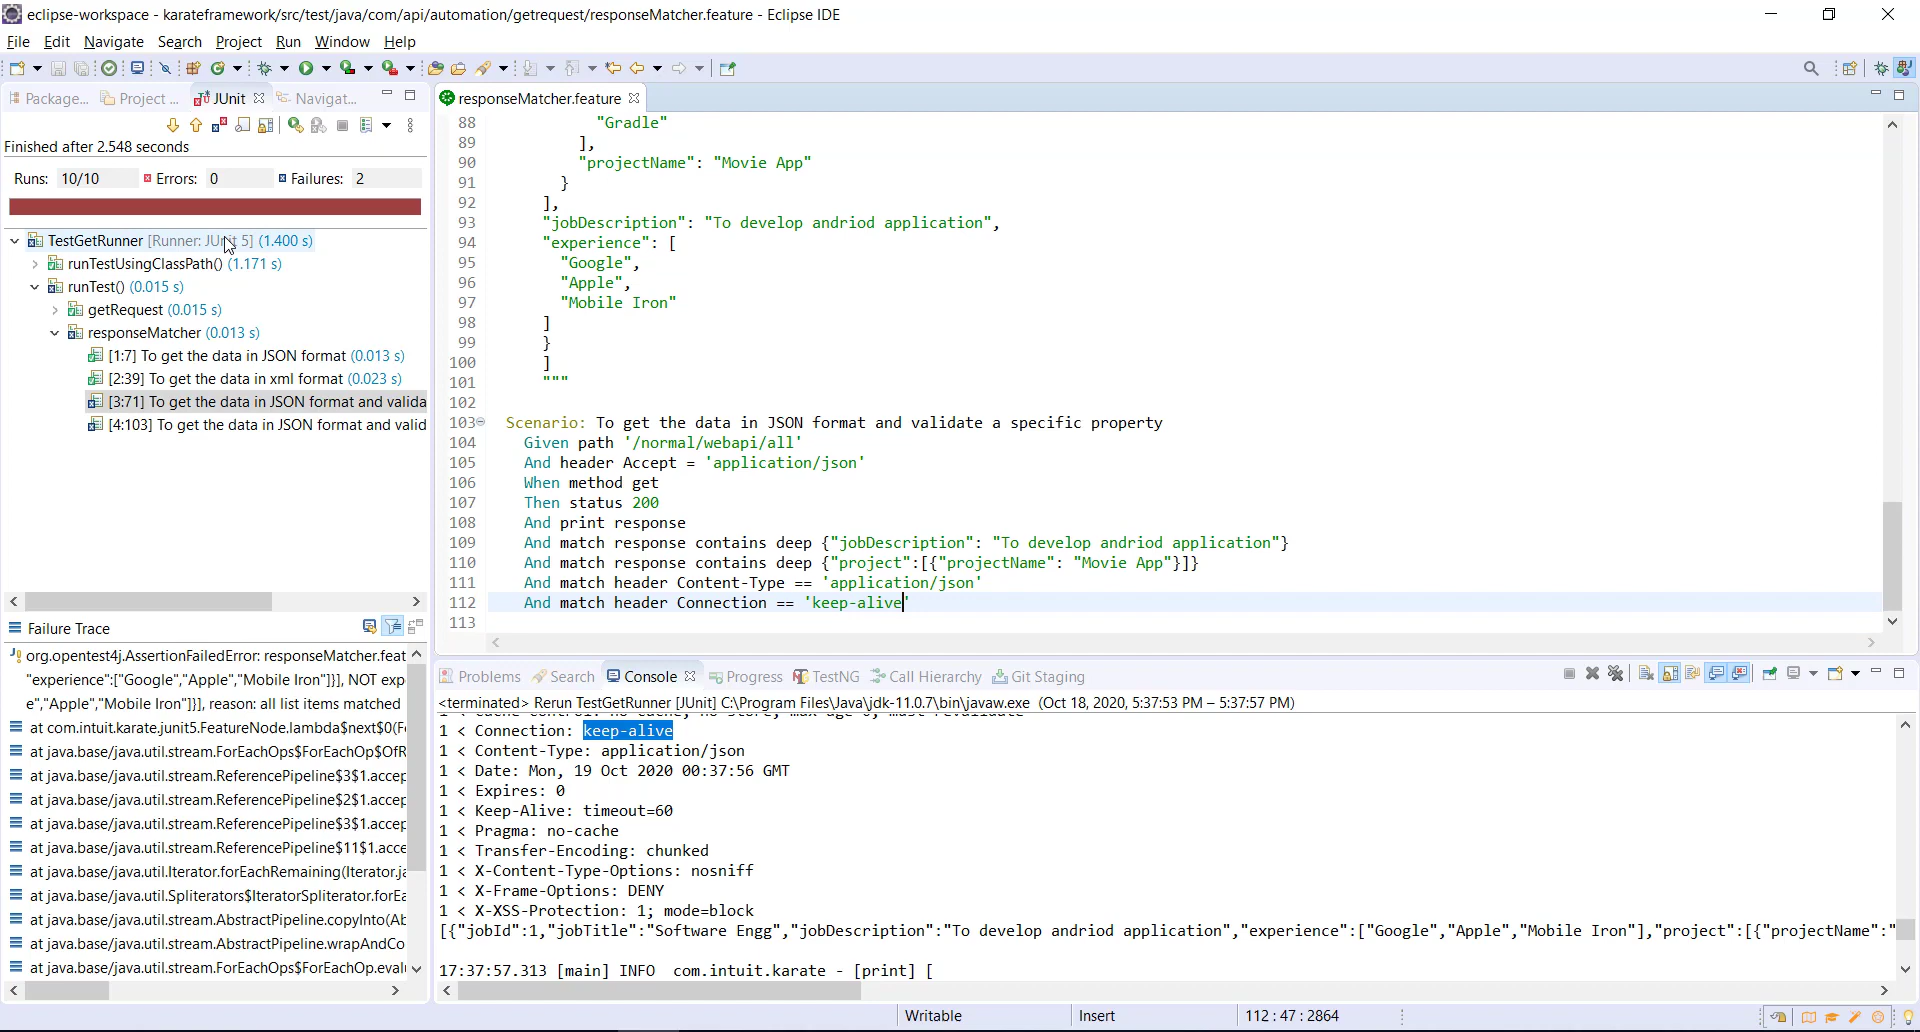 eclipse-workspace - karateframework/src/test/java/com/api/automation/getrequest/responseMatcher.feature - Eclipse IDE
File Edit Navigate Search Project Run Window Help
Package... Project ... JUnit Navigat...
Finished after 2.548 seconds
Runs: 10/10 Errors: 0 Failures: 2
TestGetRunner [Runner: JUnit 5] (1.400 s)
runTestUsingClassPath() (1.171 s)
runTest() (0.015 s)
getRequest (0.015 s)
responseMatcher (0.013 s)
[1:7] To get the data in JSON format (0.013 s)
[2:39] To get the data in xml format (0.023 s)
[3:71] To get the data in JSON format and valida
[4:103] To get the data in JSON format and valid
Failure Trace
org.opentest4j.AssertionFailedError: responseMatcher.feat
"experience":["Google","Apple","Mobile Iron"]}], NOT exp
e","Apple","Mobile Iron"]}], reason: all list items matched
at com.intuit.karate.junit5.FeatureNode.lambda$next$0(F
at java.base/java.util.stream.ForEachOps$ForEachOp$OfR
at java.base/java.util.stream.ReferencePipeline$3$1.accep
at java.base/java.util.stream.ReferencePipeline$2$1.accep
at java.base/java.util.stream.ReferencePipeline$3$1.accep
at java.base/java.util.stream.ReferencePipeline$11$1.acce
at java.base/java.util.Iterator.forEachRemaining(Iterator.ja
at java.base/java.util.Spliterators$IteratorSpliterator.forEa
at java.base/java.util.stream.AbstractPipeline.copyInto(Ab
at java.base/java.util.stream.AbstractPipeline.wrapAndCo
at java.base/java.util.stream.ForEachOps$ForEachOp.evalu
responseMatcher.feature
88 "Gradle"
89 ],
90 "projectName": "Movie App"
91 }
92 ],
93 "jobDescription": "To develop andriod application",
94 "experience": [
95 "Google",
96 "Apple",
97 "Mobile Iron"
98 ]
99 }
100 ]
101 """
102
103 Scenario: To get the data in JSON format and validate a specific property
104 Given path '/normal/webapi/all'
105 And header Accept = 'application/json'
106 When method get
107 Then status 200
108 And print response
109 And match response contains deep {"jobDescription": "To develop andriod application"}
110 And match response contains deep {"project":[{"projectName": "Movie App"}]}
111 And match header Content-Type == 'application/json'
112 And match header Connection == 'keep-alive'
113
Problems Search Console Progress TestNG Call Hierarchy Git Staging
<terminated> Rerun TestGetRunner [JUnit] C:\Program Files\Java\jdk-11.0.7\bin\javaw.exe (Oct 18, 2020, 5:37:53 PM – 5:37:57 PM)
1 < Connection: keep-alive
1 < Content-Type: application/json
1 < Date: Mon, 19 Oct 2020 00:37:56 GMT
1 < Expires: 0
1 < Keep-Alive: timeout=60
1 < Pragma: no-cache
1 < Transfer-Encoding: chunked
1 < X-Content-Type-Options: nosniff
1 < X-Frame-Options: DENY
1 < X-XSS-Protection: 1; mode=block
[{"jobId":1,"jobTitle":"Software Engg","jobDescription":"To develop andriod application","experience":["Google","Apple","Mobile Iron"],"project":[{"projectName":"
17:37:57.313 [main] INFO com.intuit.karate - [print] [
Writable Insert 112 : 47 : 2864